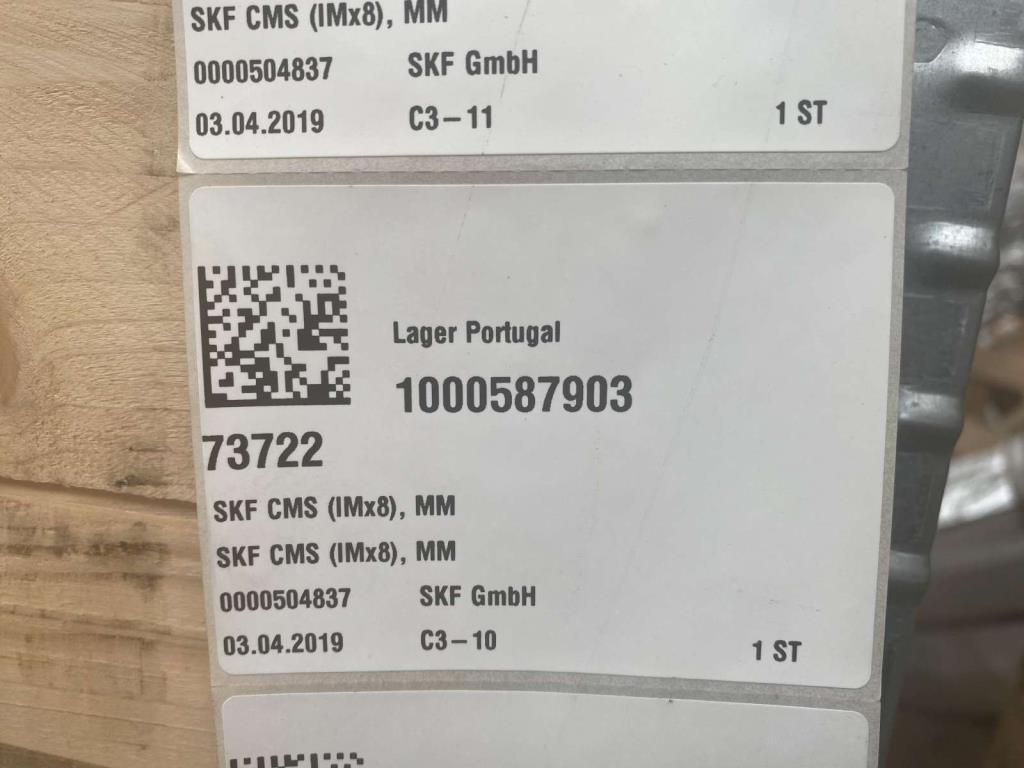 SKF CMS (IMx8), MM
0000504837 SKF GmbH
03.04.2019 C3-11 1 ST
Lager Portugal
1000587903
73722
SKF CMS (IMx8), MM
SKF CMS (IMx8), MM
0000504837 SKF GmbH
03.04.2019 C3-10 1 ST